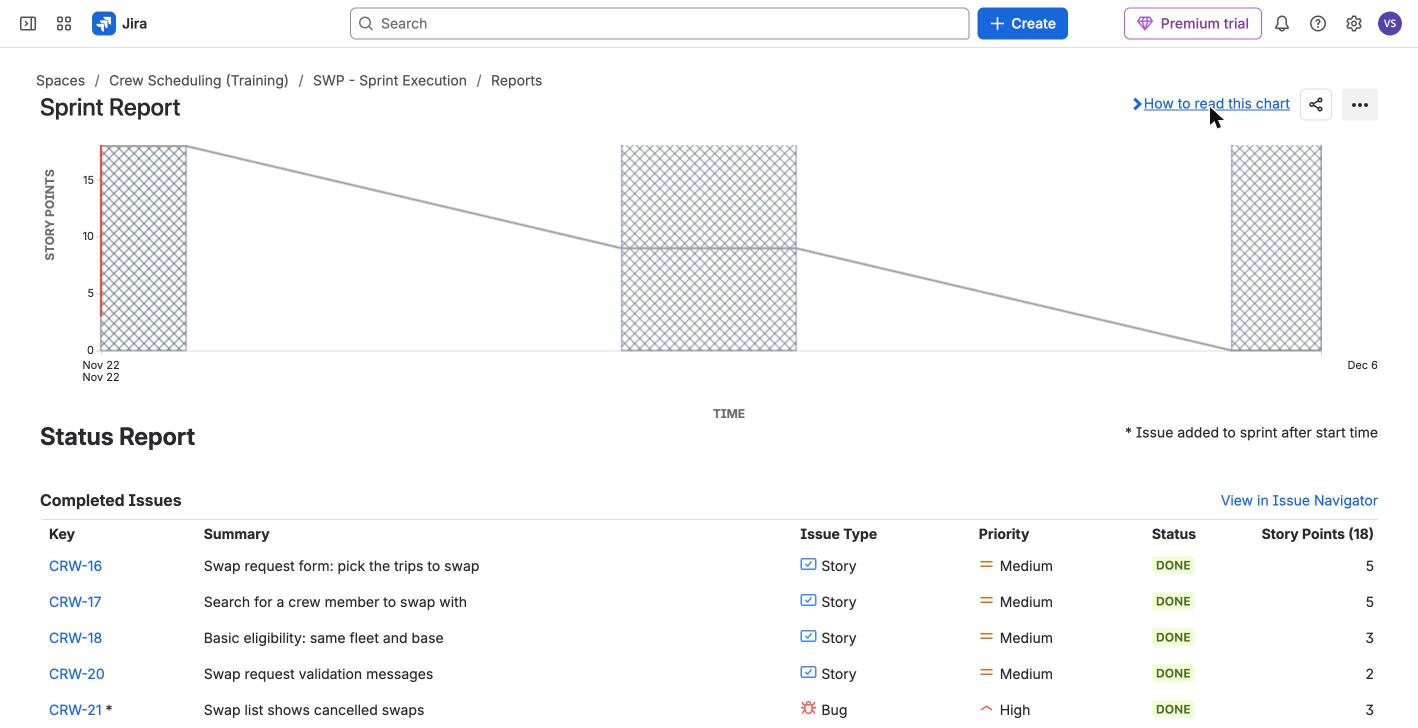 Jira
Search
+ Create
Premium trial
VS
Spaces / Crew Scheduling (Training) / SWP - Sprint Execution / Reports
Sprint Report
How to read this chart
STORY POINTS
15
10
5
0
Nov 22
Nov 22
Dec 6
TIME
Status Report
* Issue added to sprint after start time
Completed Issues
View in Issue Navigator
Key Summary Issue Type Priority Status Story Points (18)
CRW-16 Swap request form: pick the trips to swap Story Medium DONE 5
CRW-17 Search for a crew member to swap with Story Medium DONE 5
CRW-18 Basic eligibility: same fleet and base Story Medium DONE 3
CRW-20 Swap request validation messages Story Medium DONE 2
CRW-21 * Swap list shows cancelled swaps Bug High DONE 3